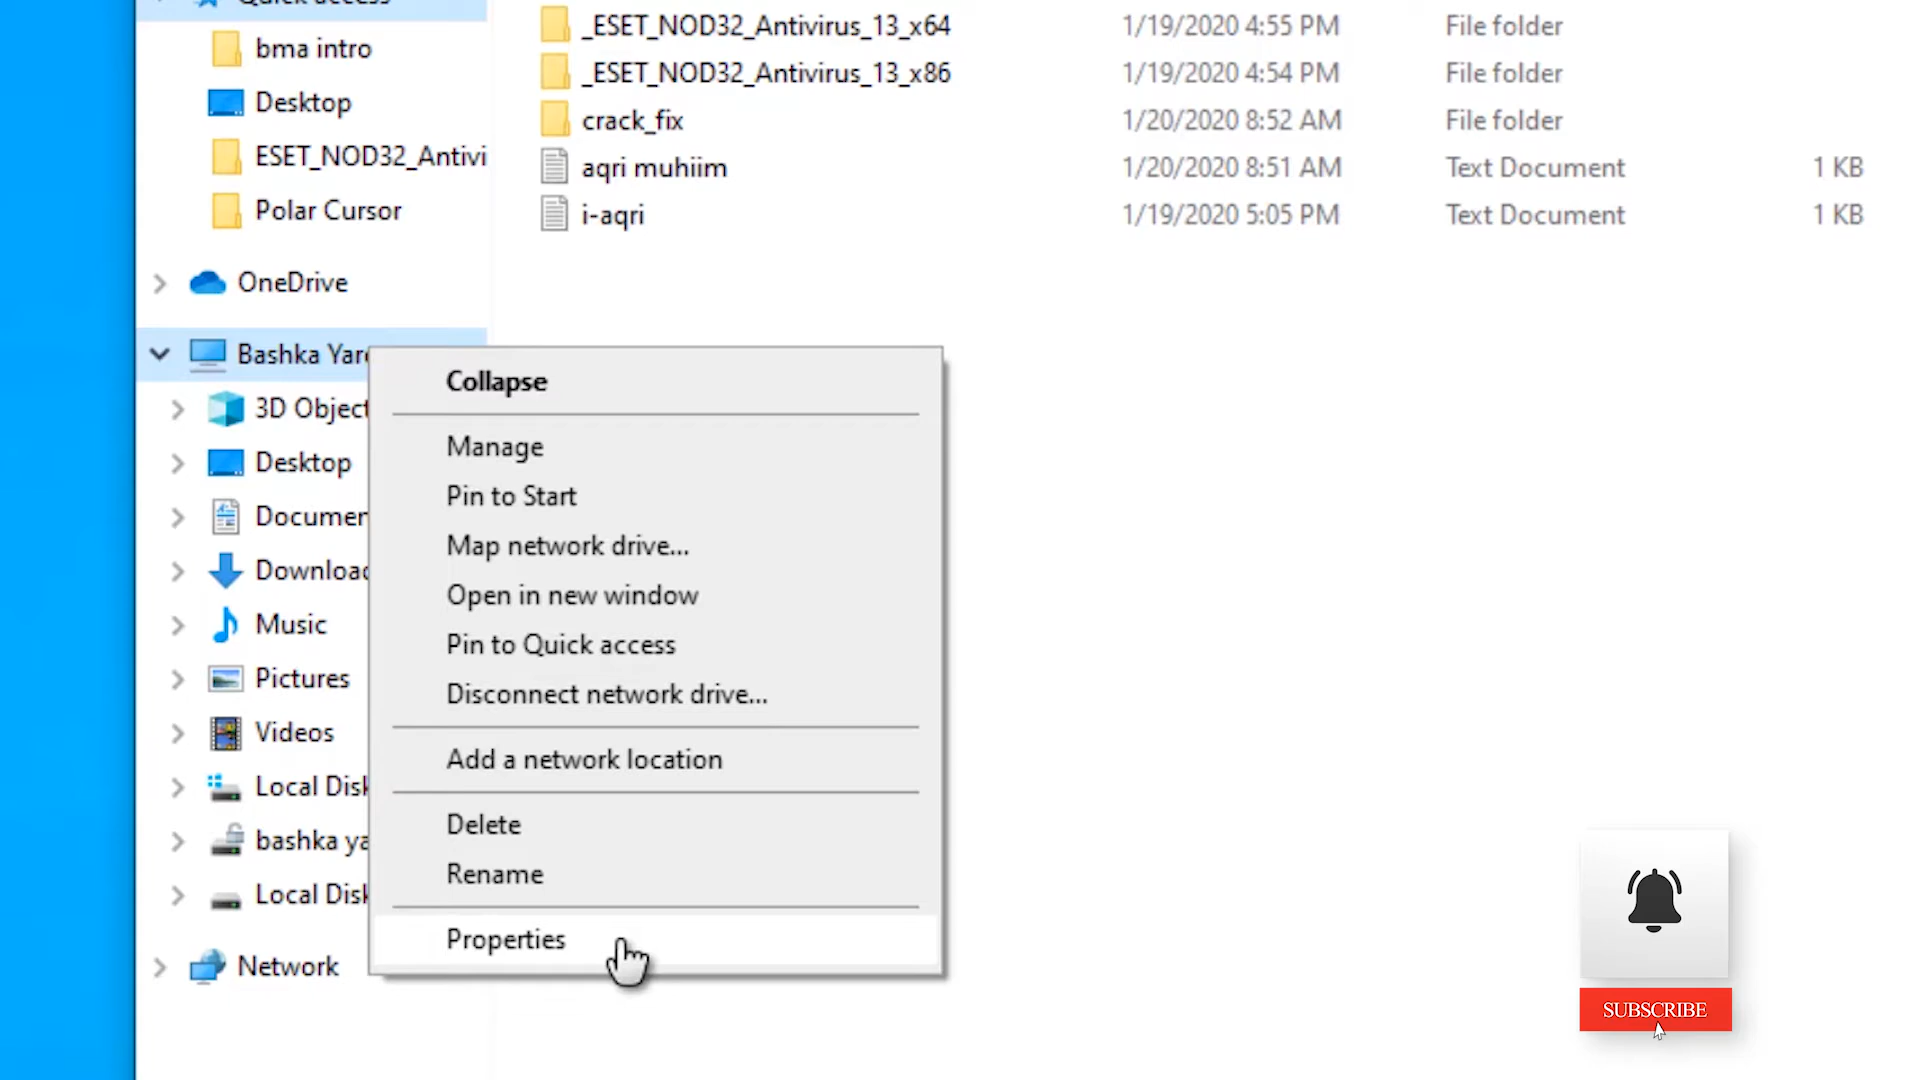 Quick access
bma intro
Desktop
ESET_NOD32_Antivi
Polar Cursor
OneDrive
Bashka Yar
3D Object
Desktop
Documen
Downloa
Music
Pictures
Videos
Local Disk
bashka ya
Local Disk
Network
_ESET_NOD32_Antivirus_13_x64 1/19/2020 4:55 PM File folder
_ESET_NOD32_Antivirus_13_x86 1/19/2020 4:54 PM File folder
crack_fix 1/20/2020 8:52 AM File folder
aqri muhiim 1/20/2020 8:51 AM Text Document 1 KB
i-aqri 1/19/2020 5:05 PM Text Document 1 KB
Collapse
Manage
Pin to Start
Map network drive...
Open in new window
Pin to Quick access
Disconnect network drive...
Add a network location
Delete
Rename
Properties
SUBSCRIBE